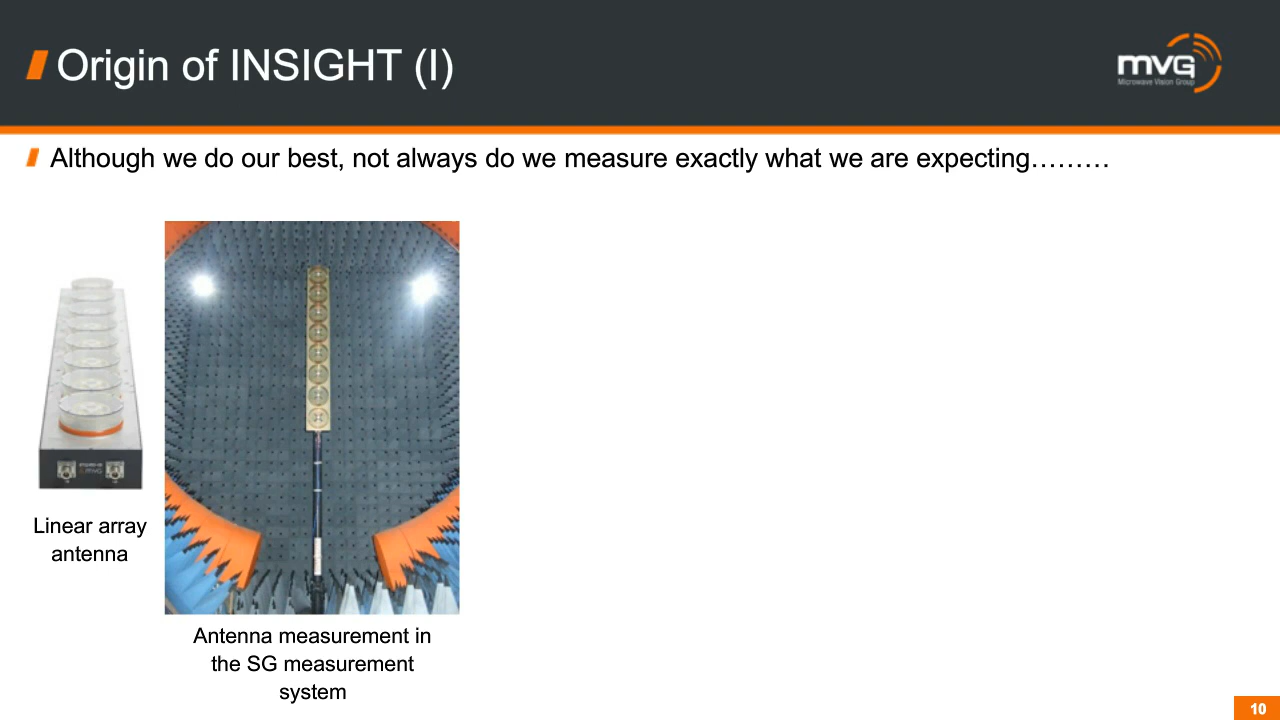 Origin of INSIGHT (I)
mvg
Microwave Vision Group
Although we do our best, not always do we measure exactly what we are expecting………
mvg
Linear array
antenna
Antenna measurement in
the SG measurement
system
10